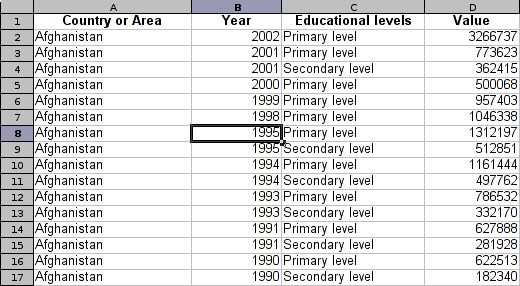 A B C D
1 Country or Area Year Educational levels Value
2 Afghanistan 2002 Primary level 3266737
3 Afghanistan 2001 Primary level 773623
4 Afghanistan 2001 Secondary level 362415
5 Afghanistan 2000 Primary level 500068
6 Afghanistan 1999 Primary level 957403
7 Afghanistan 1998 Primary level 1046338
8 Afghanistan 1995 Primary level 1312197
9 Afghanistan 1995 Secondary level 512851
10 Afghanistan 1994 Primary level 1161444
11 Afghanistan 1994 Secondary level 497762
12 Afghanistan 1993 Primary level 786532
13 Afghanistan 1993 Secondary level 332170
14 Afghanistan 1991 Primary level 627888
15 Afghanistan 1991 Secondary level 281928
16 Afghanistan 1990 Primary level 622513
17 Afghanistan 1990 Secondary level 182340